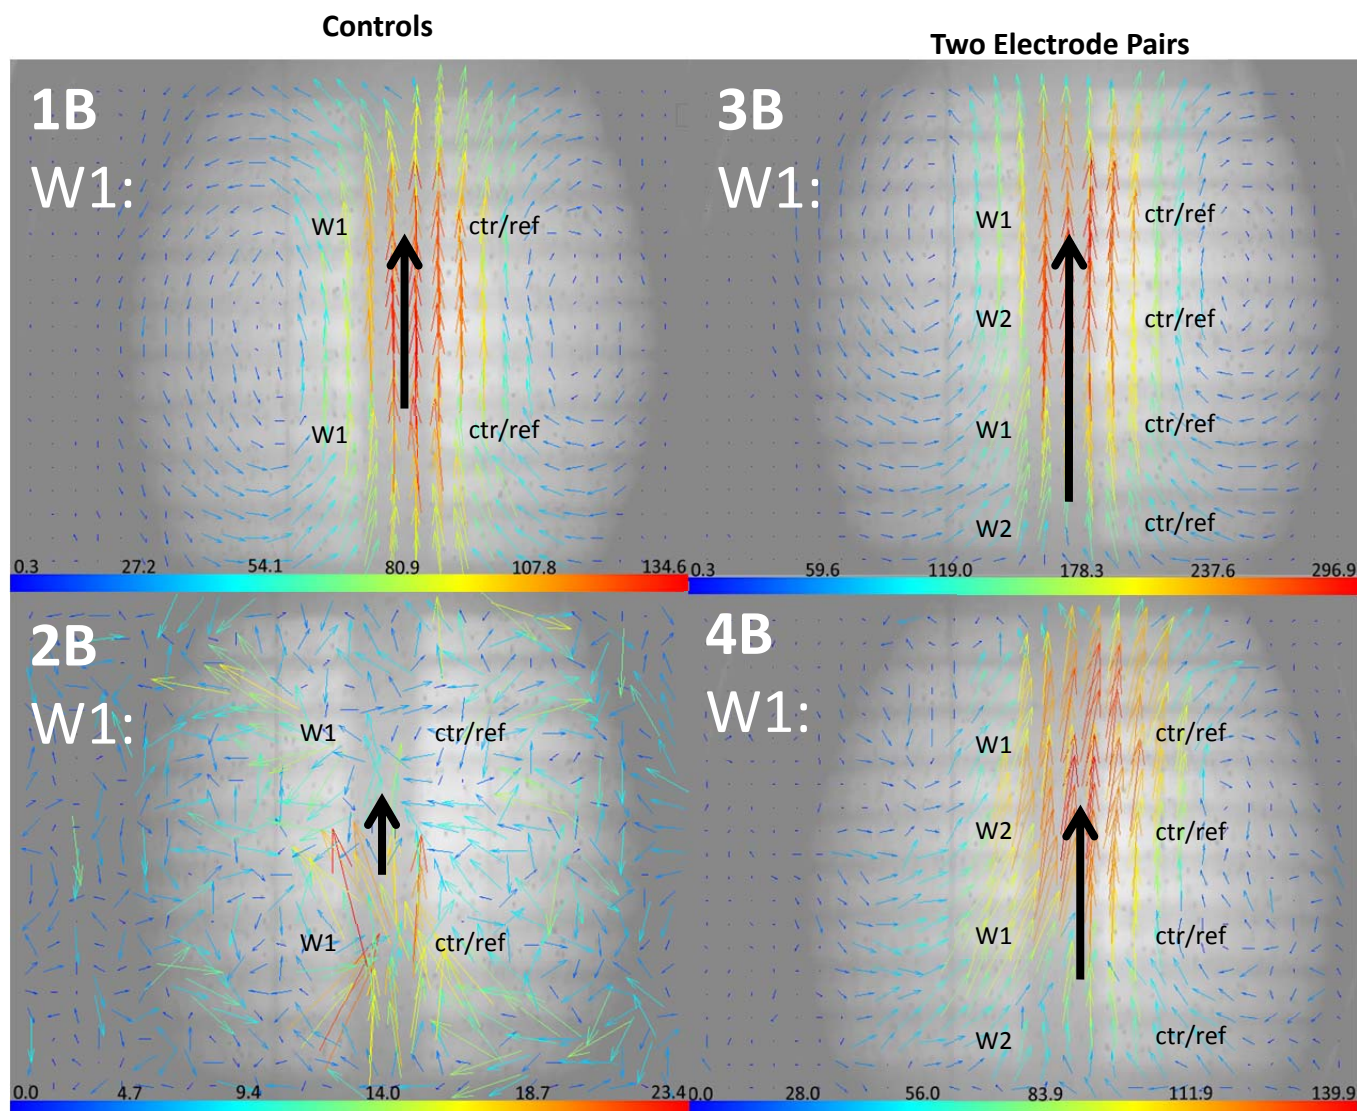 Controls
Two Electrode Pairs
1B
W1:
W1
ctr/ref
W1
ctr/ref
0.3 27.2 54.1 80.9 107.8 134.6
3B
W1:
W1
ctr/ref
W2
ctr/ref
W1
ctr/ref
W2
ctr/ref
0.3 59.6 119.0 178.3 237.6 296.9
2B
W1:
W1
ctr/ref
W1
ctr/ref
0.0 4.7 9.4 14.0 18.7 23.4
4B
W1:
W1
ctr/ref
W2
ctr/ref
W1
ctr/ref
W2
ctr/ref
0.0 28.0 56.0 83.9 111.9 139.9